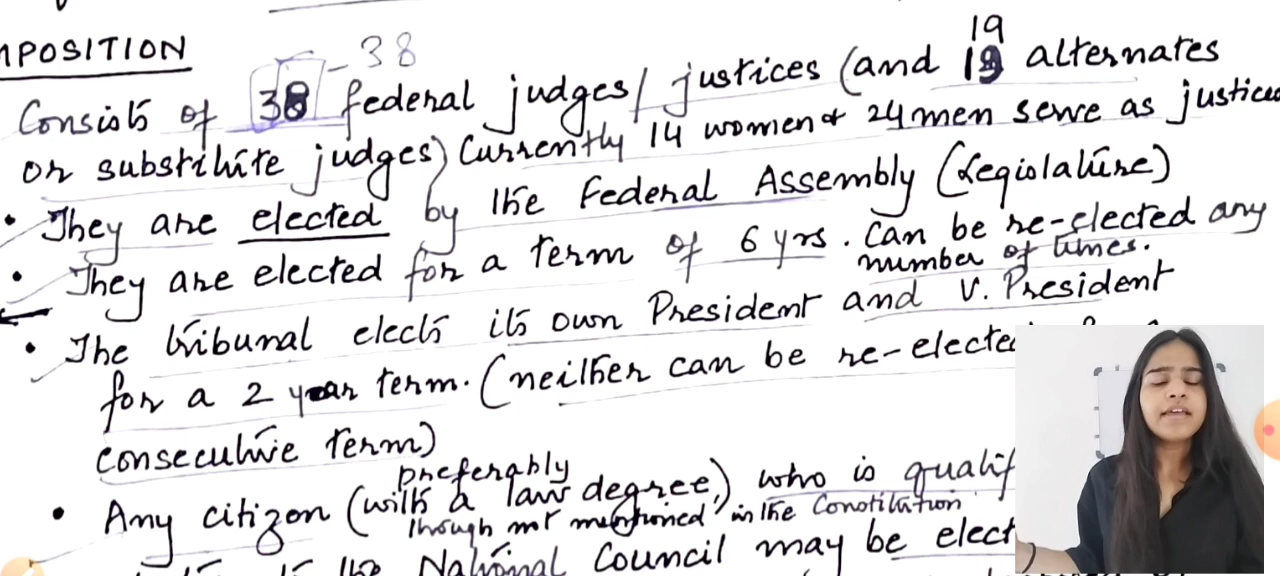 MPOSITION
38
19
Consists of 38 federal judges/ justices (and 19 alternates
or substitute judges) Currently 14 women & 24 men serve as justices
• They are elected by the Federal Assembly (Legislature)
• They are elected for a term of 6 yrs. Can be re-elected any
number of times.
• The tribunal elects its own President and V. President
for a 2 year term. (neither can be re-elected
consecutive term)
preferably
• Any citizen (with a law degree,) who is qualif
though not mentioned in the Constitution
the National Council may be elect